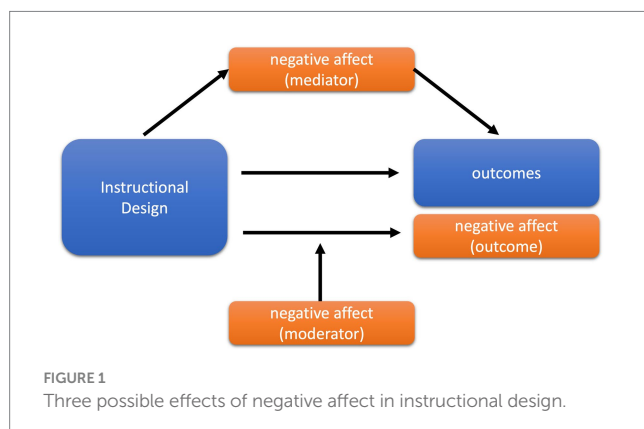 negative affect
(mediator)
Instructional
Design
outcomes
negative affect
(outcome)
negative affect
(moderator)
FIGURE 1
Three possible effects of negative affect in instructional design.